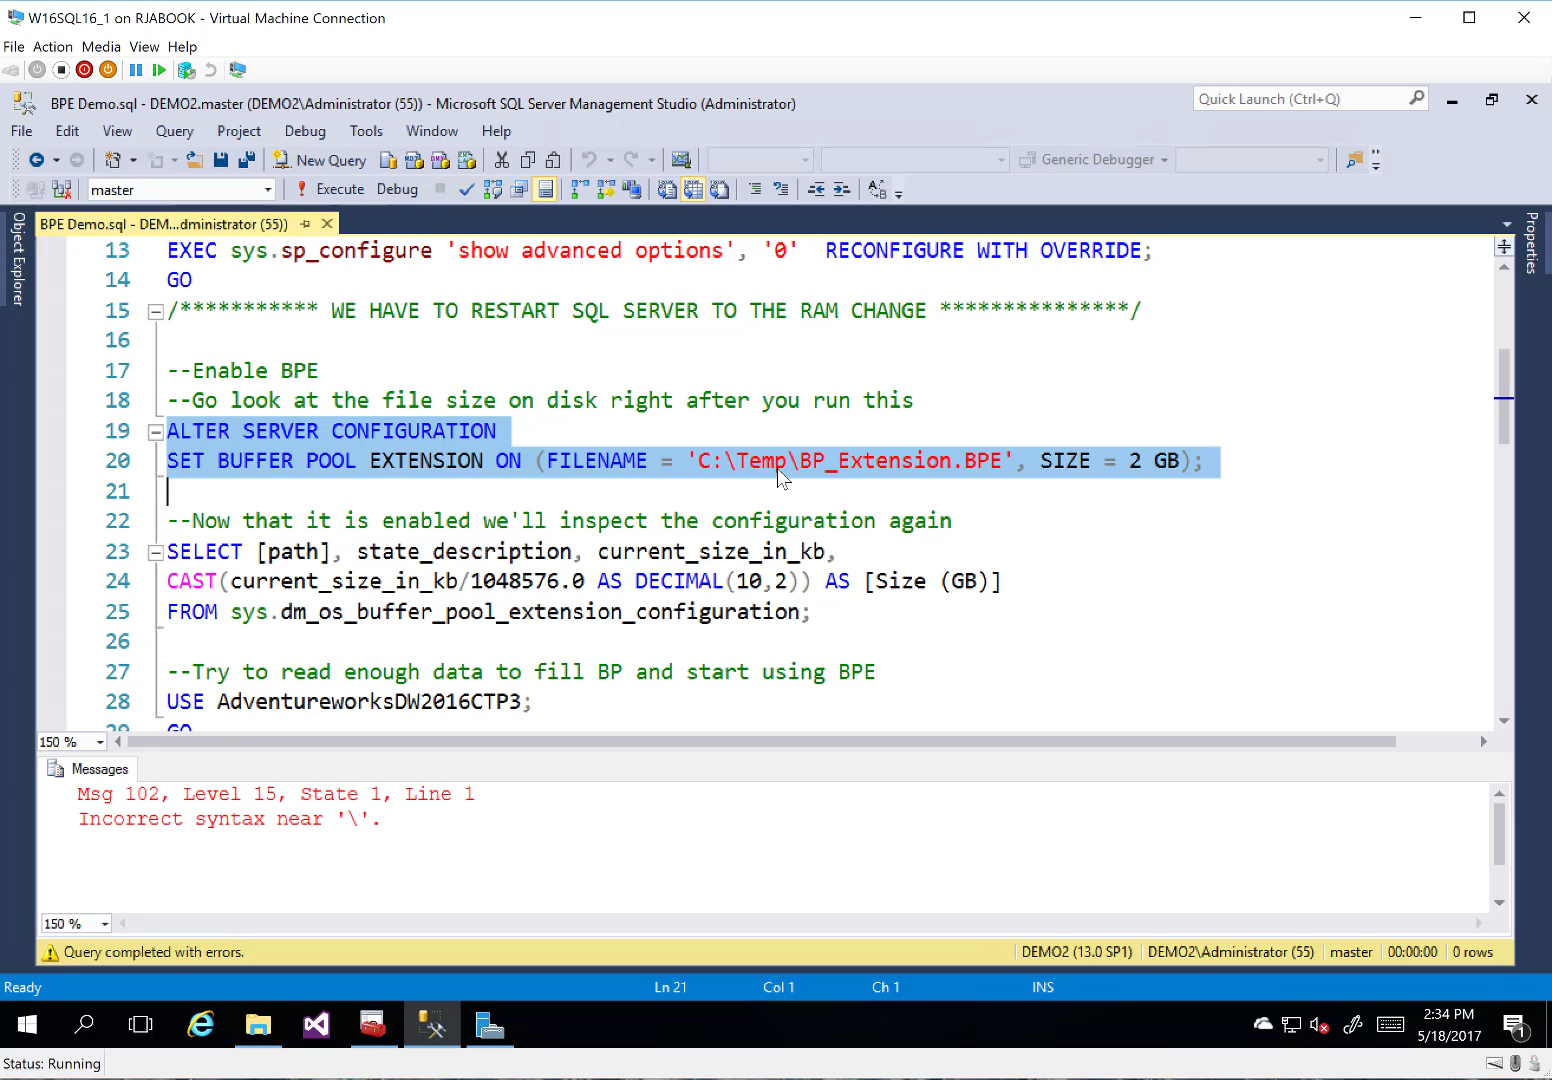 W16SQL16_1 on RJABOOK - Virtual Machine Connection
File Action Media View Help
BPE Demo.sql - DEMO2.master (DEMO2\Administrator (55)) - Microsoft SQL Server Management Studio (Administrator)
Quick Launch (Ctrl+Q)
File Edit View Query Project Debug Tools Window Help
New Query
Generic Debugger
master
Execute Debug
Object Explorer
Properties
BPE Demo.sql - DEM...dministrator (55))
13 EXEC sys.sp_configure 'show advanced options', '0' RECONFIGURE WITH OVERRIDE;
14 GO
15 /*********** WE HAVE TO RESTART SQL SERVER TO THE RAM CHANGE ***************/
16
17 --Enable BPE
18 --Go look at the file size on disk right after you run this
19 ALTER SERVER CONFIGURATION
20 SET BUFFER POOL EXTENSION ON (FILENAME = 'C:\Temp\BP_Extension.BPE', SIZE = 2 GB);
21
22 --Now that it is enabled we'll inspect the configuration again
23 SELECT [path], state_description, current_size_in_kb,
24 CAST(current_size_in_kb/1048576.0 AS DECIMAL(10,2)) AS [Size (GB)]
25 FROM sys.dm_os_buffer_pool_extension_configuration;
26
27 --Try to read enough data to fill BP and start using BPE
28 USE AdventureworksDW2016CTP3;
29 GO
150 %
Messages
Msg 102, Level 15, State 1, Line 1
Incorrect syntax near '\'.
150 %
Query completed with errors.
DEMO2 (13.0 SP1) DEMO2\Administrator (55) master 00:00:00 0 rows
Ready
Ln 21 Col 1 Ch 1 INS
2:34 PM
5/18/2017
1
Status: Running